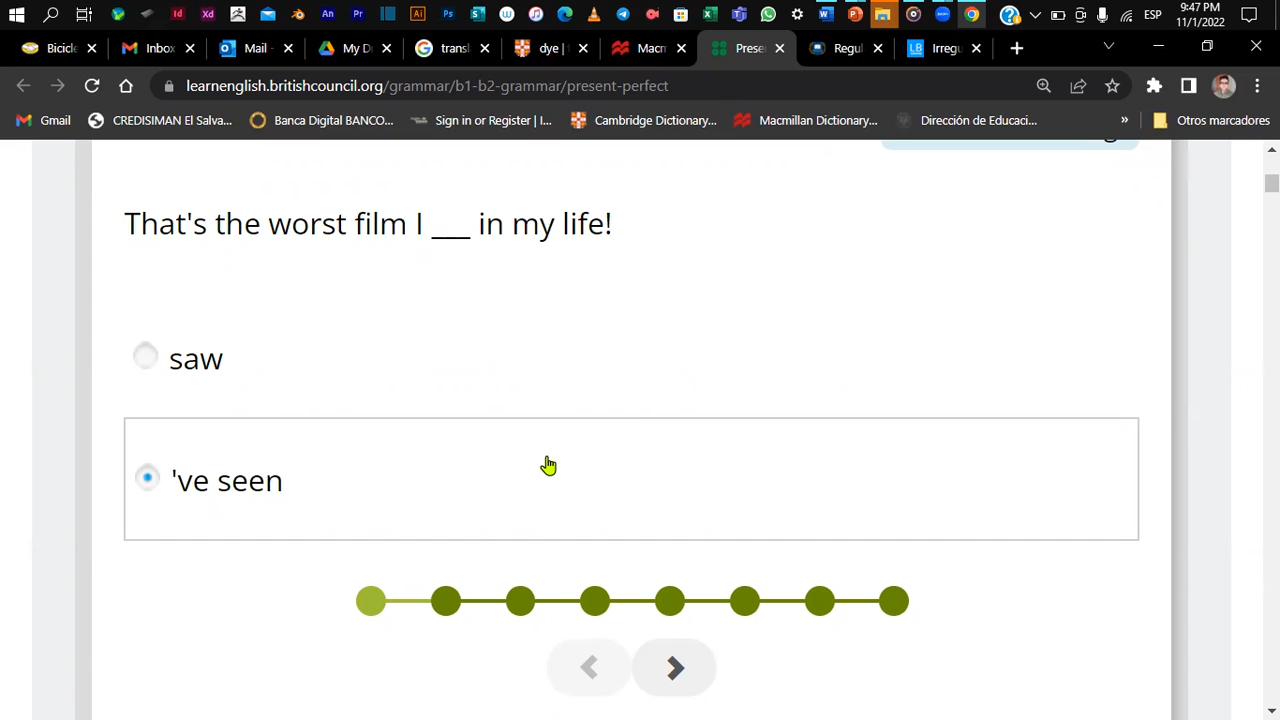 9:47 PM
ESP
11/1/2022
Bicicle
Inbox
Mail -
My D
transl
dye | 
Macm
Prese
Regul
Irregu
learnenglish.britishcouncil.org/grammar/b1-b2-grammar/present-perfect
Gmail
CREDISIMAN El Salva...
Banca Digital BANCO...
Sign in or Register | I...
Cambridge Dictionary...
Macmillan Dictionary...
Dirección de Educaci...
»
Otros marcadores
That's the worst film I ___ in my life!
saw
've seen